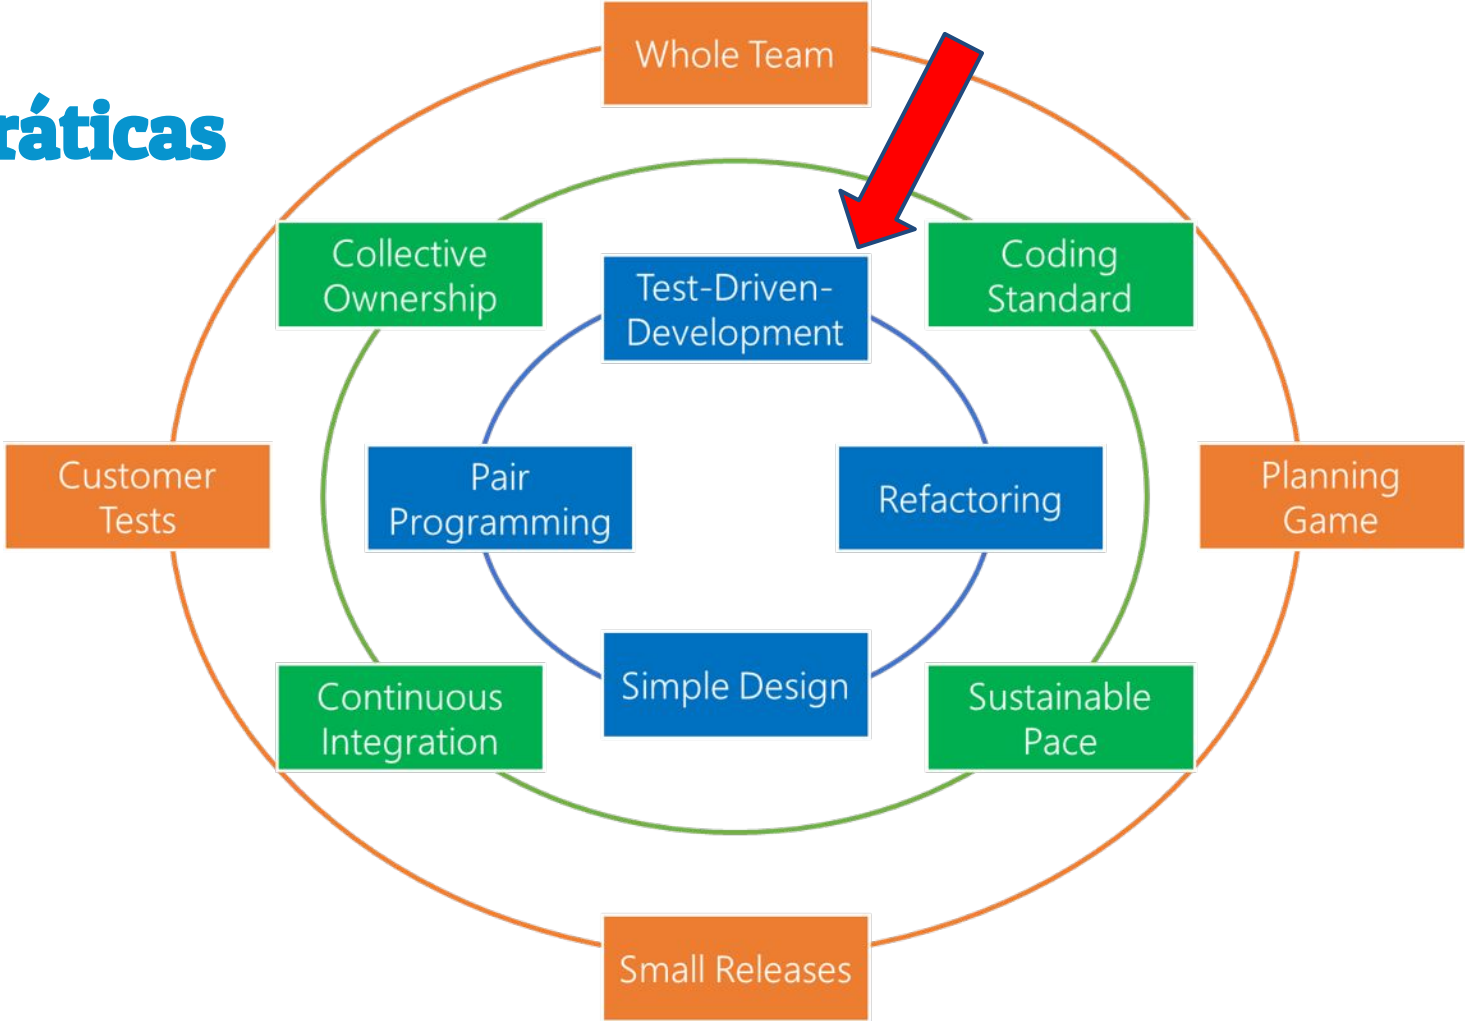 Whole Team
ráticas
Collective
Ownership
Test-Driven-
Development
Coding
Standard
Customer
Tests
Pair
Programming
Refactoring
Planning
Game
Continuous
Integration
Simple Design
Sustainable
Pace
Small Releases